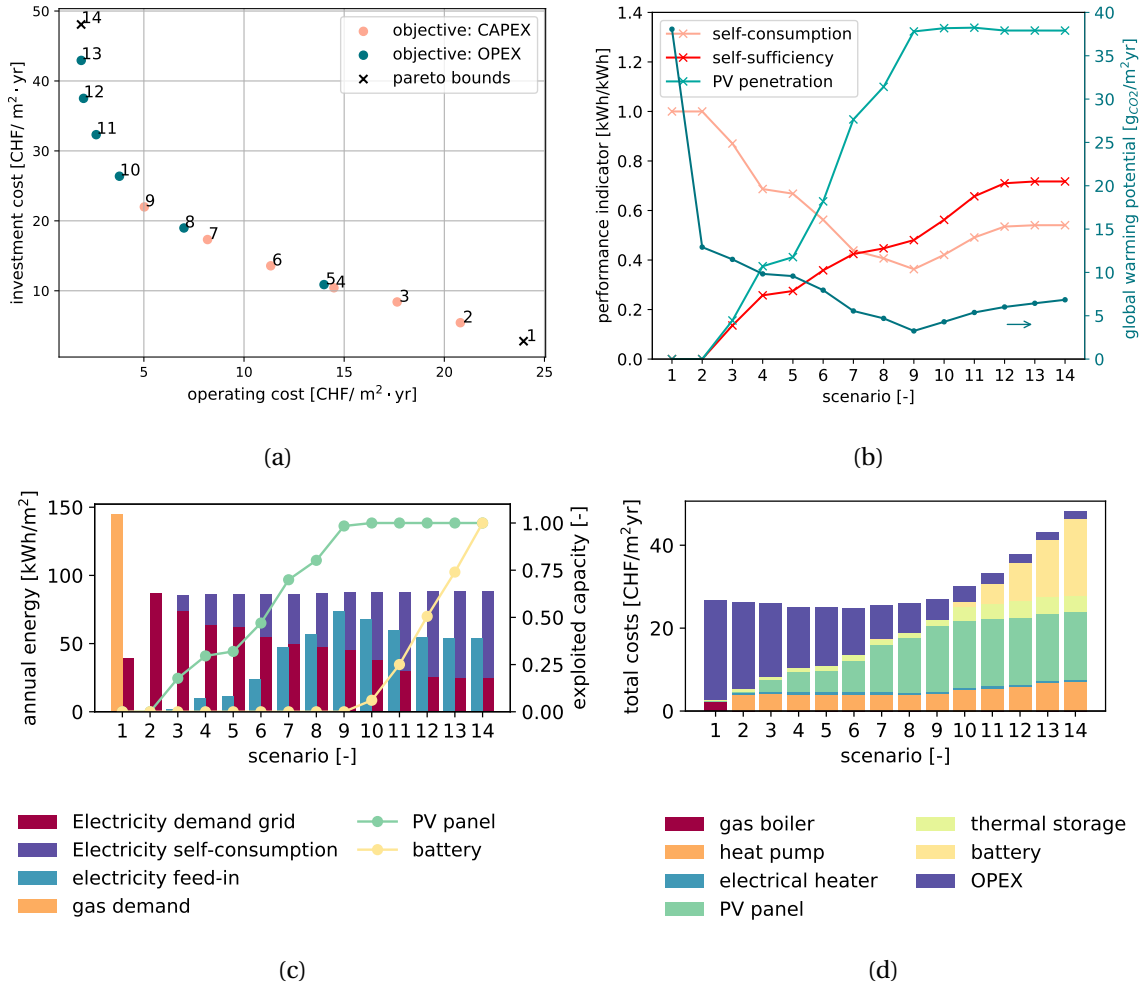 50
40
30
20
10
5
10
15
20
25
investment cost [CHF/ m²·yr]
operating cost [CHF/ m²·yr]
objective: CAPEX
objective: OPEX
pareto bounds
14
13
12
11
10
9
8
7
6
5
4
3
2
1
(a)
1.4
1.2
1.0
0.8
0.6
0.4
0.2
0.0
performance indicator [kWh/kWh]
self-consumption
self-sufficiency
PV penetration
40
35
30
25
20
15
10
5
0
global warming potential [g_CO2/m²yr]
1 2 3 4 5 6 7 8 9 10 11 12 13 14
scenario [-]
(b)
150
100
50
0
annual energy [kWh/m²]
1.00
0.75
0.50
0.25
0.00
exploited capacity [-]
1 2 3 4 5 6 7 8 9 10 11 12 13 14
scenario [-]
Electricity demand grid
Electricity self-consumption
electricity feed-in
gas demand
PV panel
battery
(c)
40
20
0
total costs [CHF/m²yr]
1 2 3 4 5 6 7 8 9 10 11 12 13 14
scenario [-]
gas boiler
heat pump
electrical heater
PV panel
thermal storage
battery
OPEX
(d)